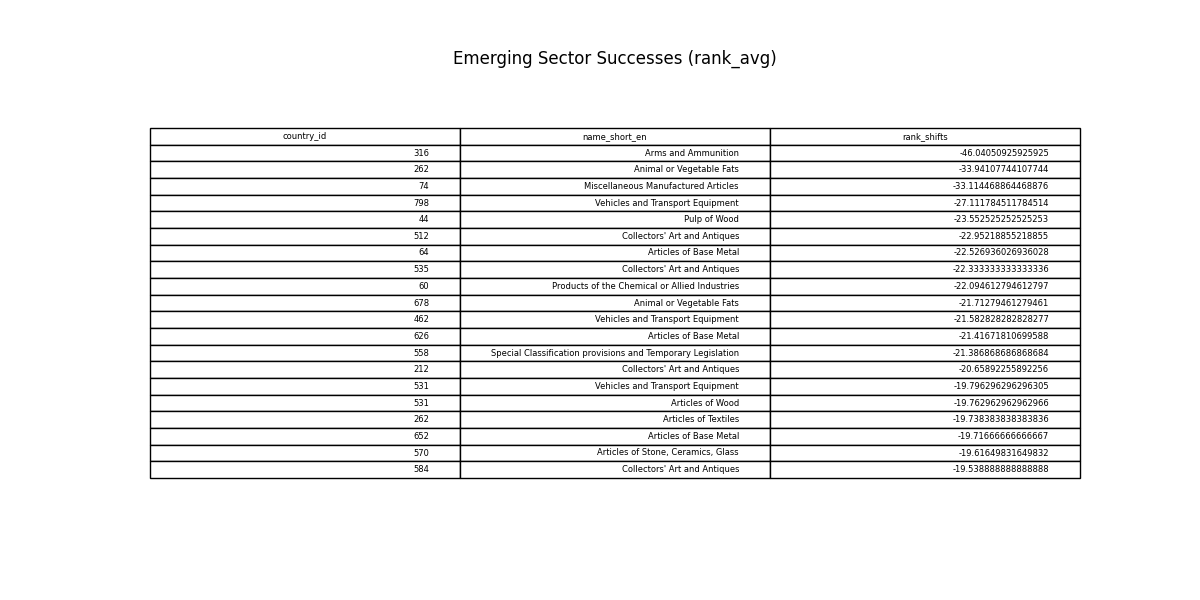 Emerging Sector Successes (rank_avg)
country_id name_short_en rank_shifts
316 Arms and Ammunition -46.04050925925925
262 Animal or Vegetable Fats -33.94107744107744
74 Miscellaneous Manufactured Articles -33.114468864468876
798 Vehicles and Transport Equipment -27.111784511784514
44 Pulp of Wood -23.552525252525253
512 Collectors' Art and Antiques -22.95218855218855
64 Articles of Base Metal -22.526936026936028
535 Collectors' Art and Antiques -22.333333333333336
60 Products of the Chemical or Allied Industries -22.094612794612797
678 Animal or Vegetable Fats -21.71279461279461
462 Vehicles and Transport Equipment -21.582828282828277
626 Articles of Base Metal -21.41671810699588
558 Special Classification provisions and Temporary Legislation -21.386868686868684
212 Collectors' Art and Antiques -20.65892255892256
531 Vehicles and Transport Equipment -19.796296296296305
531 Articles of Wood -19.762962962962966
262 Articles of Textiles -19.738383838383836
652 Articles of Base Metal -19.71666666666667
570 Articles of Stone, Ceramics, Glass -19.61649831649832
584 Collectors' Art and Antiques -19.538888888888888